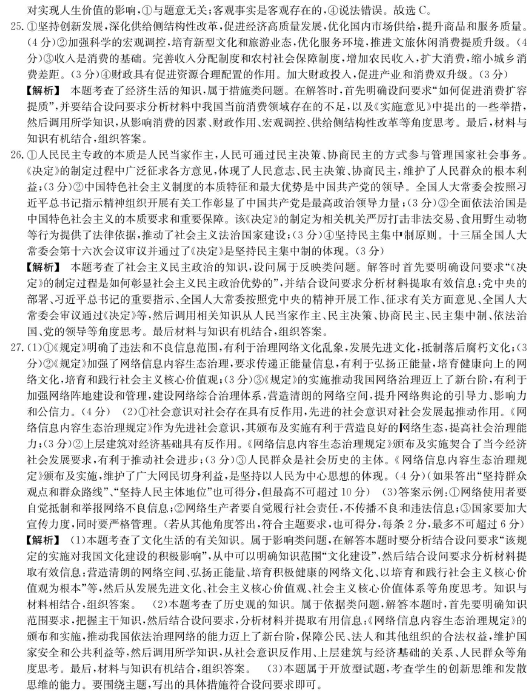 对实现人生价值的影响,①与题意无关;客观事实是客观存在的,④说法错误。故选 C。
25.①坚持创新发展,深化供给侧结构性改革,促进经济高质量发展,优化国内市场供给,提升商品和服务质量。
(4分)②加强科学的宏观调控,培育新型文化和旅游业态,优化服务环境,推进文旅休闲消费提质升级。(4
分)③收入是消费的基础。完善收入分配制度和农村社会保障制度,增加农民收入,扩大消费,缩小城乡消
费差距。(3分)④财政具有促进资源合理配置的作用。加大财政投入,促进产业和消费双升级。(3分)
【解析】 本题考查了经济生活的知识,属于措施类问题。在解答时,首先明确设问要求“如何促进消费扩容
提质”,并要结合设问要求分析材料中我国当前消费领域存在的不足,以及《实施意见》中提出的一些举措,
然后调用所学知识,从影响消费的因素、财政作用、宏观调控、供给侧结构性改革等角度思考。最后,材料与
知识有机结合,组织答案。
26.①人民民主专政的本质是人民当家作主,人民可通过民主决策、协商民主的方式参与管理国家社会事务。
《决定》的制定过程中广泛征求各方意见,体现了人民意志、民主决策、协商民主,维护了人民群众的根本利
益;(3分)②中国特色社会主义制度的本质特征和最大优势是中国共产党的领导。全国人大常委会按照习
近平总书记指示精神组织开展有关工作彰显了中国共产党是最高政治领导力量;(3分)③全面依法治国是
中国特色社会主义的本质要求和重要保障。该《决定》的制定为相关机关严厉打击非法交易、食用野生动物
等行为提供了法律依据,推动了社会主义法治国家建设;(3分)④坚持民主集中制原则。十三届全国人大
常委会第十六次会议审议并通过了《决定》是坚持民主集中制的体现。(3分)
【解析】 本题考查了社会主义民主政治的知识,设问属于反映类问题。解答时首先要明确设问要求“《决
定》的制定过程是如何彰显社会主义民主政治优势的”,并结合设问要求分析材料提取有效信息:党中央的
部署、习近平总书记的重要指示、全国人大常委按照党中央的精神开展工作、征求有关方面意见、全国人大
常委会审议通过《决定》等,然后调用相关知识从人民当家作主、民主决策、协商民主、民主集中制、依法治
国、党的领导等角度思考。最后材料与知识有机结合,组织答案。
27.(1)①《规定》明确了违法和不良信息范围,有利于治理网络文化乱象,发展先进文化,抵制落后腐朽文化;(3
分)②《规定》加强了网络信息内容生态治理,要求传递正能量信息,有利于弘扬正能量,培育健康向上的网
络文化,培育和践行社会主义核心价值观;(3分)③《规定》的实施推动我国网络治理迈上了新台阶,有利于
加强网络阵地建设和管理,建设网络综合治理体系,营造清朗的网络空间,提升网络舆论的引导力、影响力
和公信力。(4分) (2)①社会意识对社会存在具有反作用,先进的社会意识对社会发展起推动作用。《网
络信息内容生态治理规定》作为先进社会意识,其颁布及实施有利于营造良好的网络生态,提高社会治理能
力;(3分)②上层建筑对经济基础具有反作用。《网络信息内容生态治理规定》颁布及实施契合了当今经济
社会发展要求,有利于推动社会进步;(3分)③人民群众是社会历史的主体。《网络信息内容生态治理规
定》颁布及实施,维护了广大网民切身利益,是坚持以人民为中心思想的体现。(4分)(如果答出“坚持群众
观点和群众路线”、“坚持人民主体地位”也可得分,但最高不可超过10分) (3)答案示例:①网络使用者要
自觉抵制和举报网络不良信息;②网络生产者要自觉履行社会责任,不传播不良和违法信息;③国家要加大
宣传力度,同时要严格管理。(若从其他角度答出,符合主题要求,也可得分,每条2分,最多不可超过6分)
【解析】 (1)本题考查了文化生活的有关知识。属于影响类问题,在解答本题时要分析结合设问要求“该规
定的实施对我国文化建设的积极影响”,从中可以明确知识范围“文化建设”,然后结合设问要求分析材料提
取有效信息:营造清朗的网络空间、弘扬正能量、培育积极健康的网络文化、以培育和践行社会主义核心价
值观为根本”等,然后从发展先进文化、社会主义核心价值观、社会主义核心价值体系等角度思考。知识与
材料相结合,组织答案。 (2)本题考查了历史观的知识。属于依据类问题,解答本题时,首先要明确知识
范围要求,把握主干知识,然后结合设问要求,分析材料并提取有用信息:《网络信息内容生态治理规定》的
颁布和实施,推动我国依法治理网络的能力迈上了新台阶,保障公民、法人和其他组织的合法权益,维护国
家安全和公共利益等,然后调用所学知识,从社会意识反作用、上层建筑与经济基础的关系、人民群众等角
度思考。最后,材料与知识有机结合,组织答案。 (3)本题属于开放型试题,考查学生的创新思维和发散
思维的能力。要围绕主题,写出的具体措施符合设问要求即可。